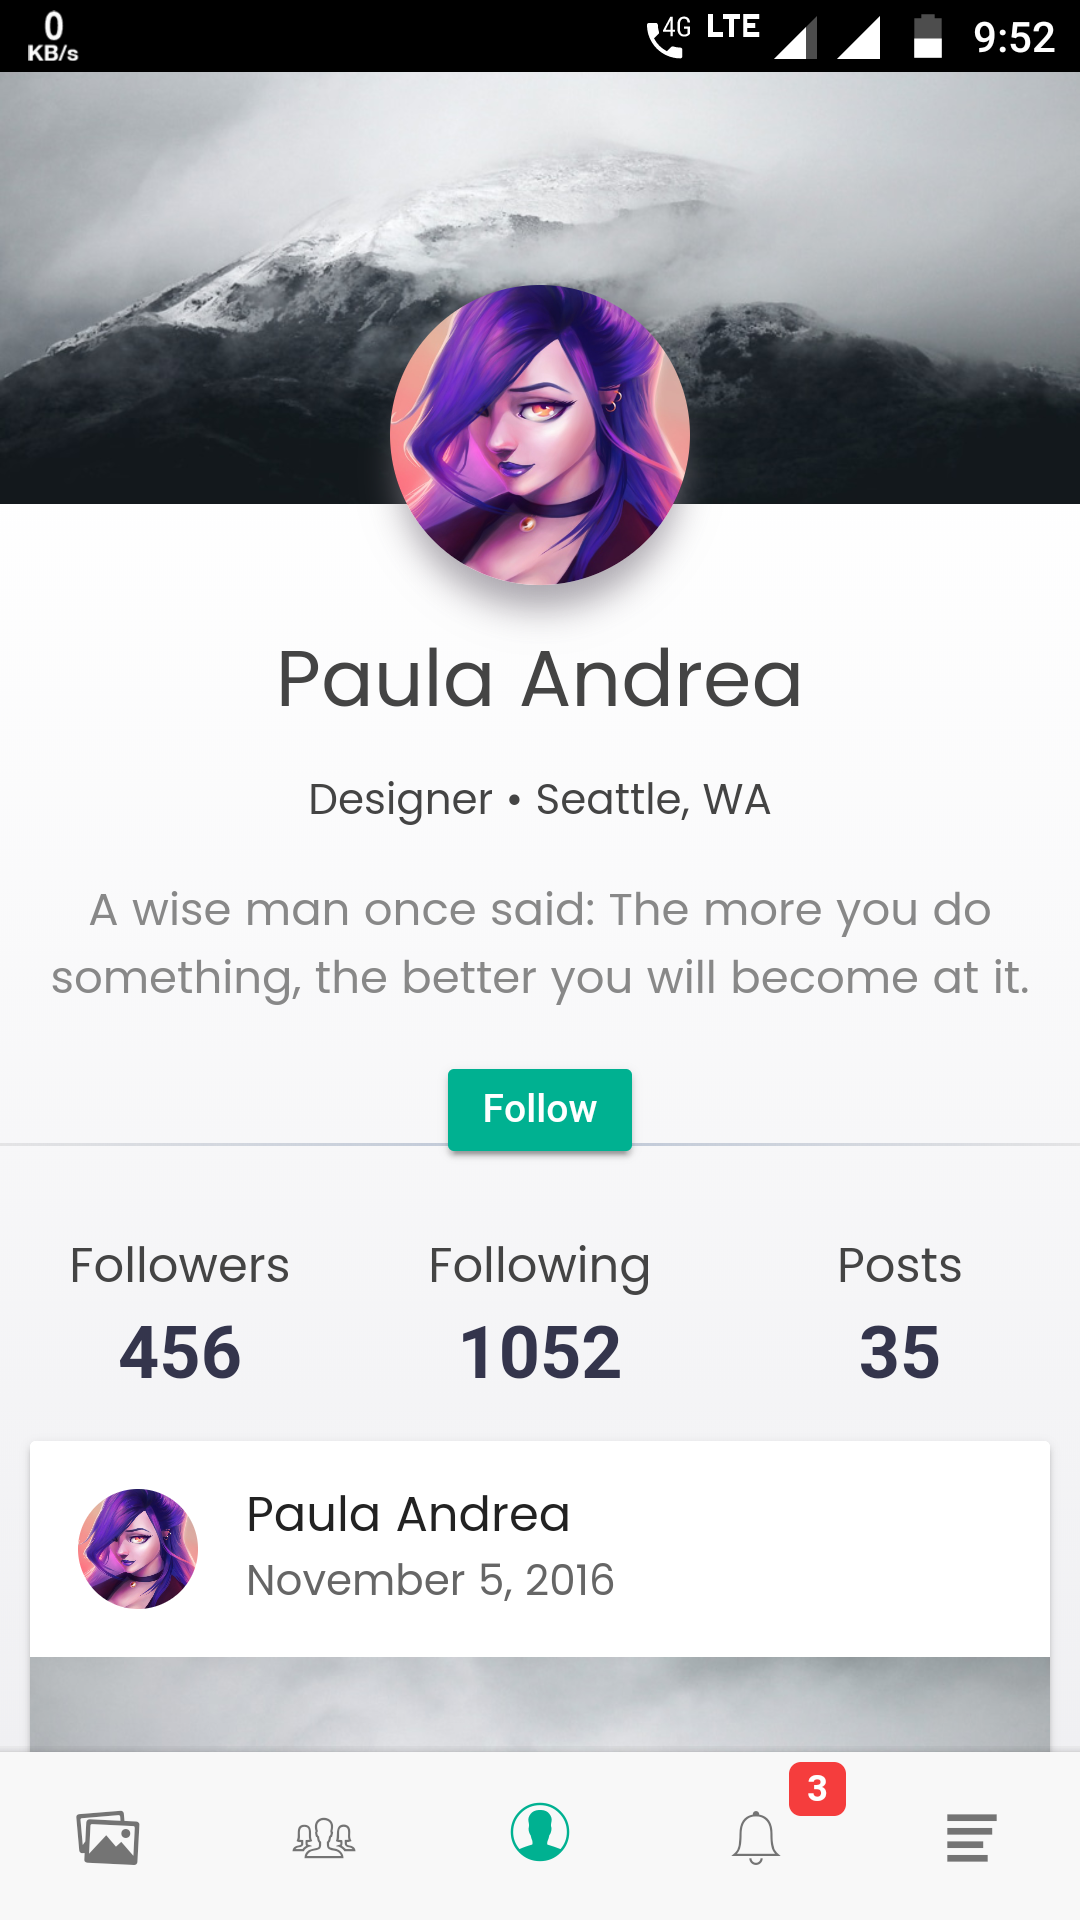 0
KB/s
4G LTE 9:52
Paula Andrea
Designer • Seattle, WA
A wise man once said: The more you do
something, the better you will become at it.
Follow
Followers Following Posts
456 1052 35
Paula Andrea
November 5, 2016
3